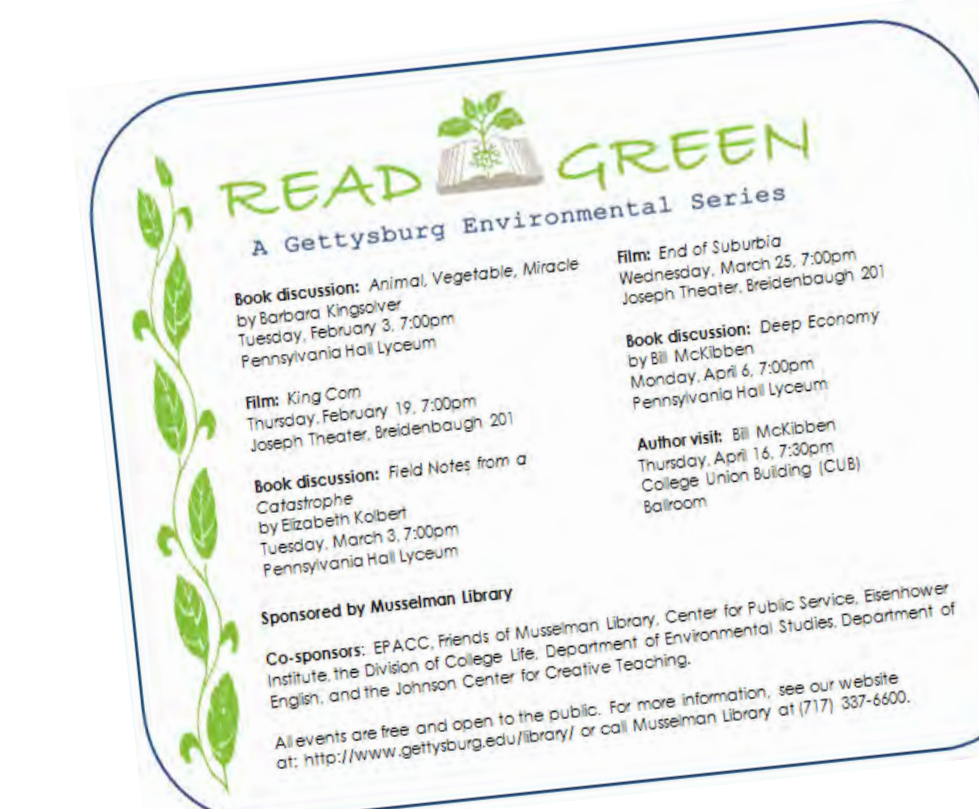 READ GREEN
A Gettysburg Environmental Series
Book discussion: Animal, Vegetable, Miracle
by Barbara Kingsolver
Tuesday, February 3, 7:00pm
Pennsylvania Hall Lyceum
Film: King Corn
Thursday, February 19, 7:00pm
Joseph Theater, Breidenbaugh 201
Book discussion: Field Notes from a
Catastrophe
by Elizabeth Kolbert
Tuesday, March 3, 7:00pm
Pennsylvania Hall Lyceum
Film: End of Suburbia
Wednesday, March 25, 7:00pm
Joseph Theater, Breidenbaugh 201
Book discussion: Deep Economy
by Bill McKibben
Monday, April 6, 7:00pm
Pennsylvania Hall Lyceum
Author visit: Bill McKibben
Thursday, April 16, 7:30pm
College Union Building (CUB)
Ballroom
Sponsored by Musselman Library
Co-sponsors: EPACC, Friends of Musselman Library, Center for Public Service, Eisenhower
Institute, the Division of College Life, Department of Environmental Studies, Department of
English, and the Johnson Center for Creative Teaching.
All events are free and open to the public. For more information, see our website
at: http://www.gettysburg.edu/library/ or call Musselman Library at (717) 337-6600.